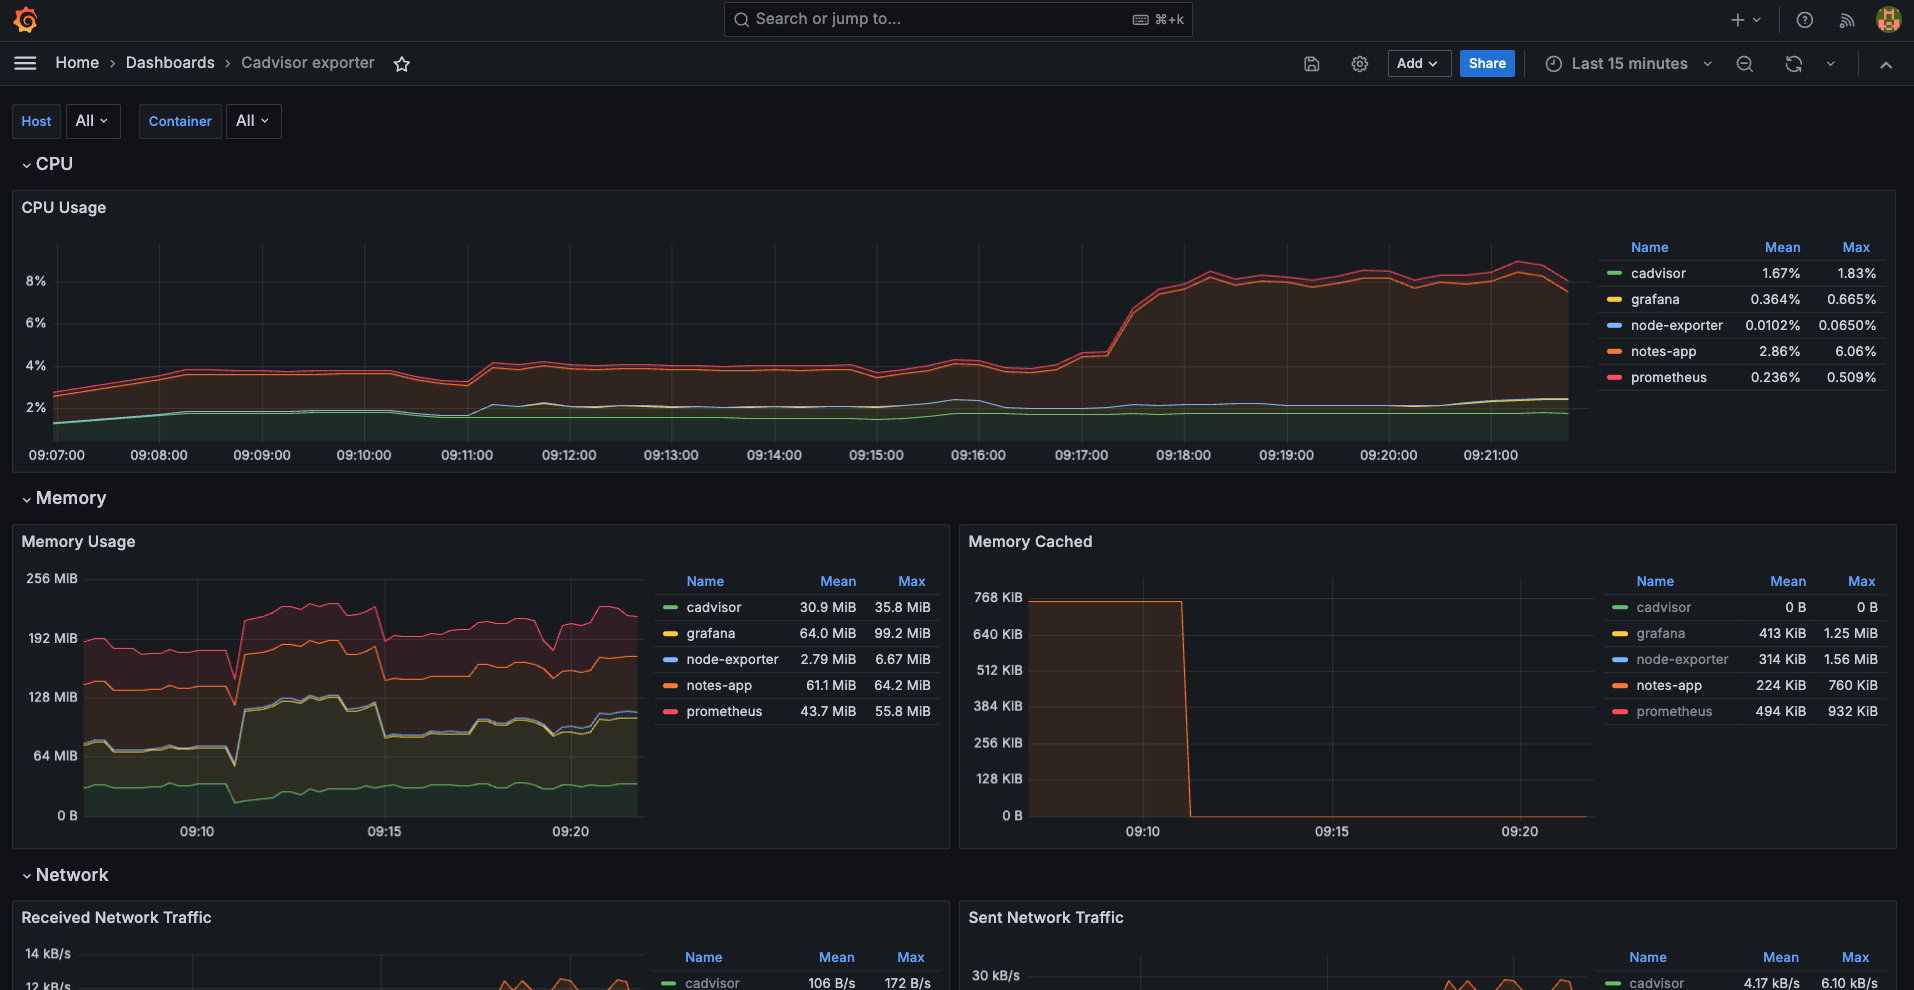 Search or jump to... ⌘+k
Home › Dashboards › Cadvisor exporter
Add Share Last 15 minutes
Host All Container All
CPU
CPU Usage
8%
6%
4%
2%
09:07:00 09:08:00 09:09:00 09:10:00 09:11:00 09:12:00 09:13:00 09:14:00 09:15:00 09:16:00 09:17:00 09:18:00 09:19:00 09:20:00 09:21:00
Name Mean Max
cadvisor 1.67% 1.83%
grafana 0.364% 0.665%
node-exporter 0.0102% 0.0650%
notes-app 2.86% 6.06%
prometheus 0.236% 0.509%
Memory
Memory Usage
256 MiB
192 MiB
128 MiB
64 MiB
0 B
09:10 09:15 09:20
Name Mean Max
cadvisor 30.9 MiB 35.8 MiB
grafana 64.0 MiB 99.2 MiB
node-exporter 2.79 MiB 6.67 MiB
notes-app 61.1 MiB 64.2 MiB
prometheus 43.7 MiB 55.8 MiB
Memory Cached
768 KiB
640 KiB
512 KiB
384 KiB
256 KiB
128 KiB
0 B
09:10 09:15 09:20
Name Mean Max
cadvisor 0 B 0 B
grafana 413 KiB 1.25 MiB
node-exporter 314 KiB 1.56 MiB
notes-app 224 KiB 760 KiB
prometheus 494 KiB 932 KiB
Network
Received Network Traffic
14 kB/s
12 kB/s
Name Mean Max
cadvisor 106 B/s 172 B/s
Sent Network Traffic
30 kB/s
Name Mean Max
cadvisor 4.17 kB/s 6.10 kB/s